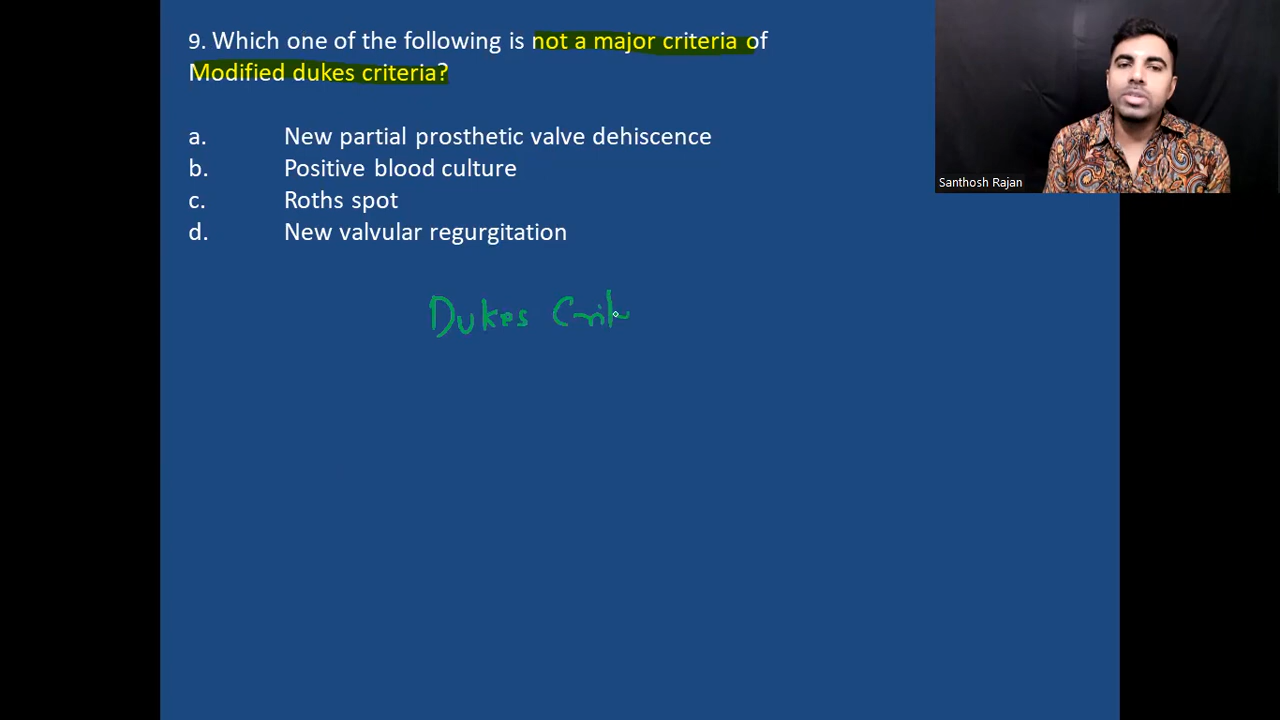 9. Which one of the following is not a major criteria of
Modified dukes criteria?
a. New partial prosthetic valve dehiscence
b. Positive blood culture
c. Roths spot
d. New valvular regurgitation
Dukes Crit
Santhosh Rajan